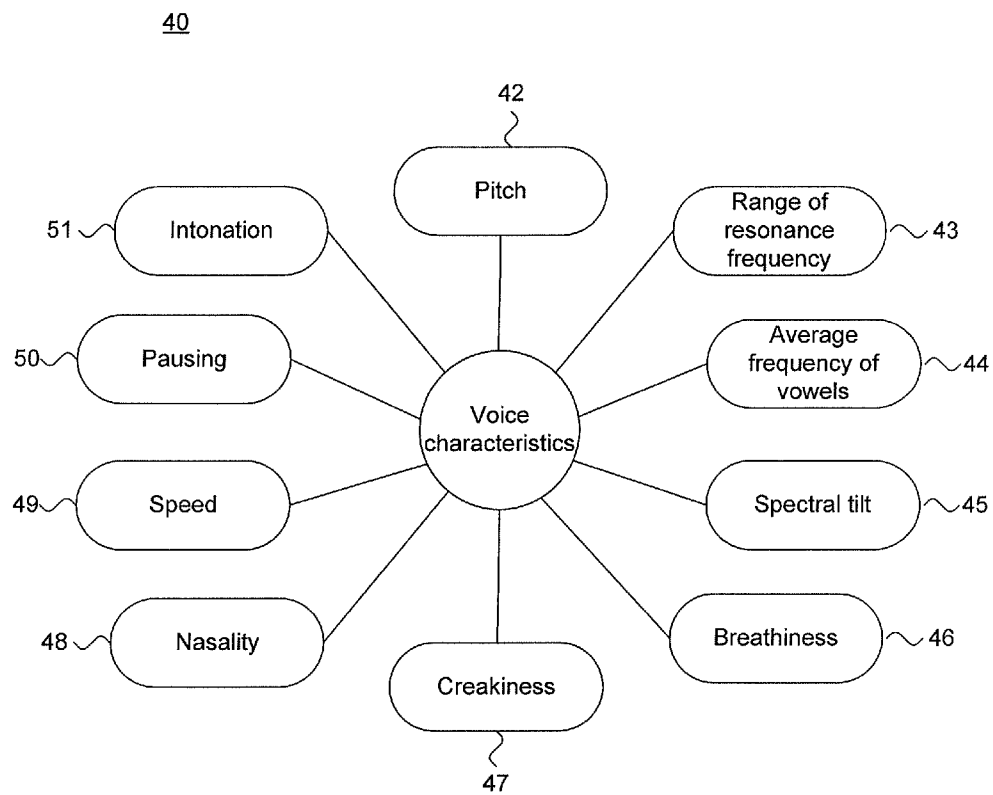 40
42
Pitch
51
Intonation
Range of
resonance
frequency
43
50
Pausing
Average
frequency of
vowels
44
Voice
characteristics
49
Speed
Spectral tilt
45
48
Nasality
Breathiness
46
Creakiness
47